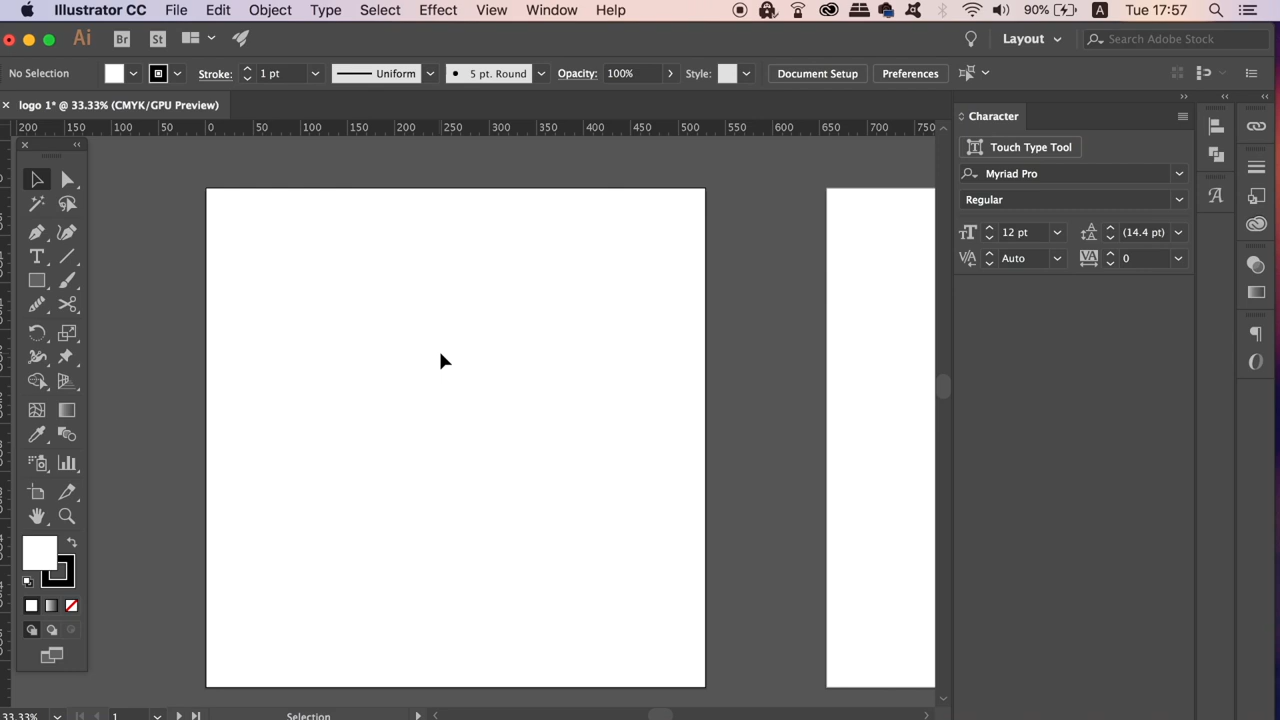 Illustrator CC File Edit Object Type Select Effect View Window Help 90% A Tue 17:57
Ai Br St Layout Search Adobe Stock
No Selection Stroke: 1 pt Uniform 5 pt. Round Opacity: 100% Style: Document Setup Preferences
logo 1* @ 33.33% (CMYK/GPU Preview)
200 150 100 50 0 50 100 150 200 250 300 350 400 450 500 550 600 650 700 750
Character
Touch Type Tool
Myriad Pro
Regular
12 pt (14.4 pt)
Auto 0
33.33% 1 Selection